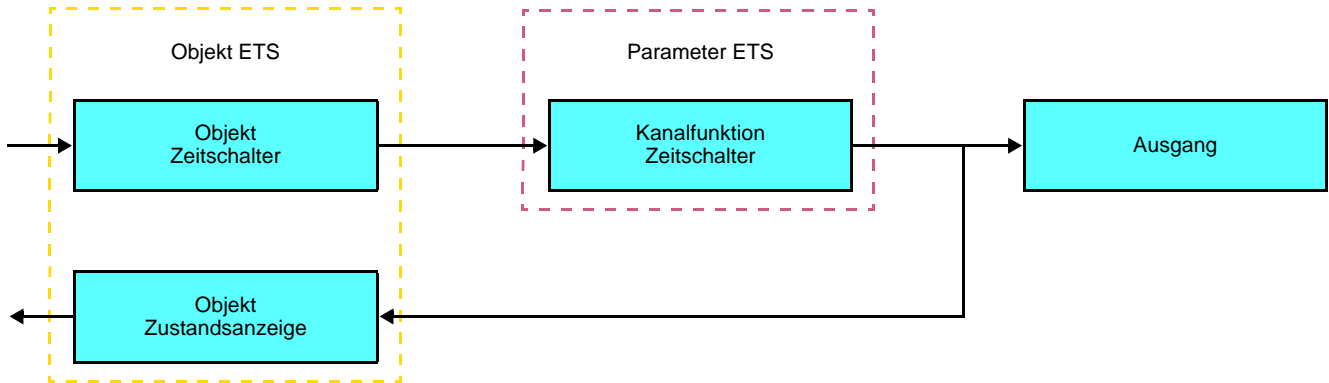 Objekt ETS
Parameter ETS
Objekt
Zeitschalter
Kanalfunktion
Zeitschalter
Ausgang
Objekt
Zustandsanzeige